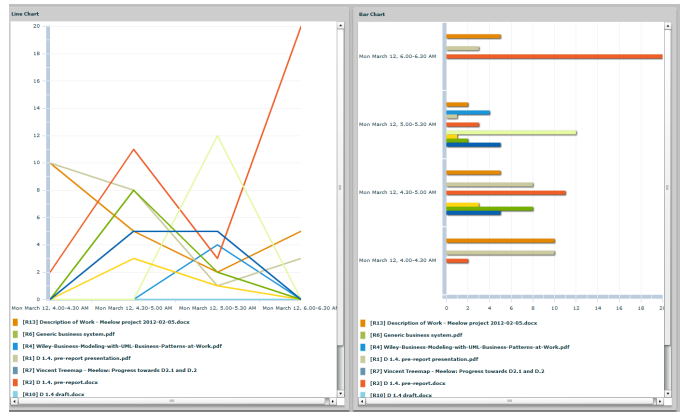 Line Chart
20
18
16
14
12
10
8
6
4
2
0
Mon March 12, 4.00-4.30 AM Mon March 12, 4.30-5.00 AM Mon March 12, 5.00-5.30 AM Mon March 12, 6.00-6.30 AM
[R13] Description of Work - Meelow project 2012-02-05.docx
[R6] Generic business system.pdf
[R4] Wiley-Business-Modeling-with-UML-Business-Patterns-at-Work.pdf
[R1] D 1.4. pre-report presentation.pdf
[R7] Vincent Treemap - Meelow: Progress towards D2.1 and D.2
[R2] D 1.4. pre-report.docx
[R10] D 1.4 draft.docx
Bar Chart
Mon March 12, 6.00-6.30 AM
Mon March 12, 5.00-5.30 AM
Mon March 12, 4.30-5.00 AM
Mon March 12, 4.00-4.30 AM
0 2 4 6 8 10 12 14 16 18 2
[R13] Description of Work - Meelow project 2012-02-05.docx
[R6] Generic business system.pdf
[R4] Wiley-Business-Modeling-with-UML-Business-Patterns-at-Work.pdf
[R1] D 1.4. pre-report presentation.pdf
[R7] Vincent Treemap - Meelow: Progress towards D2.1 and D.2
[R2] D 1.4. pre-report.docx
[R10] D 1.4 draft.docx